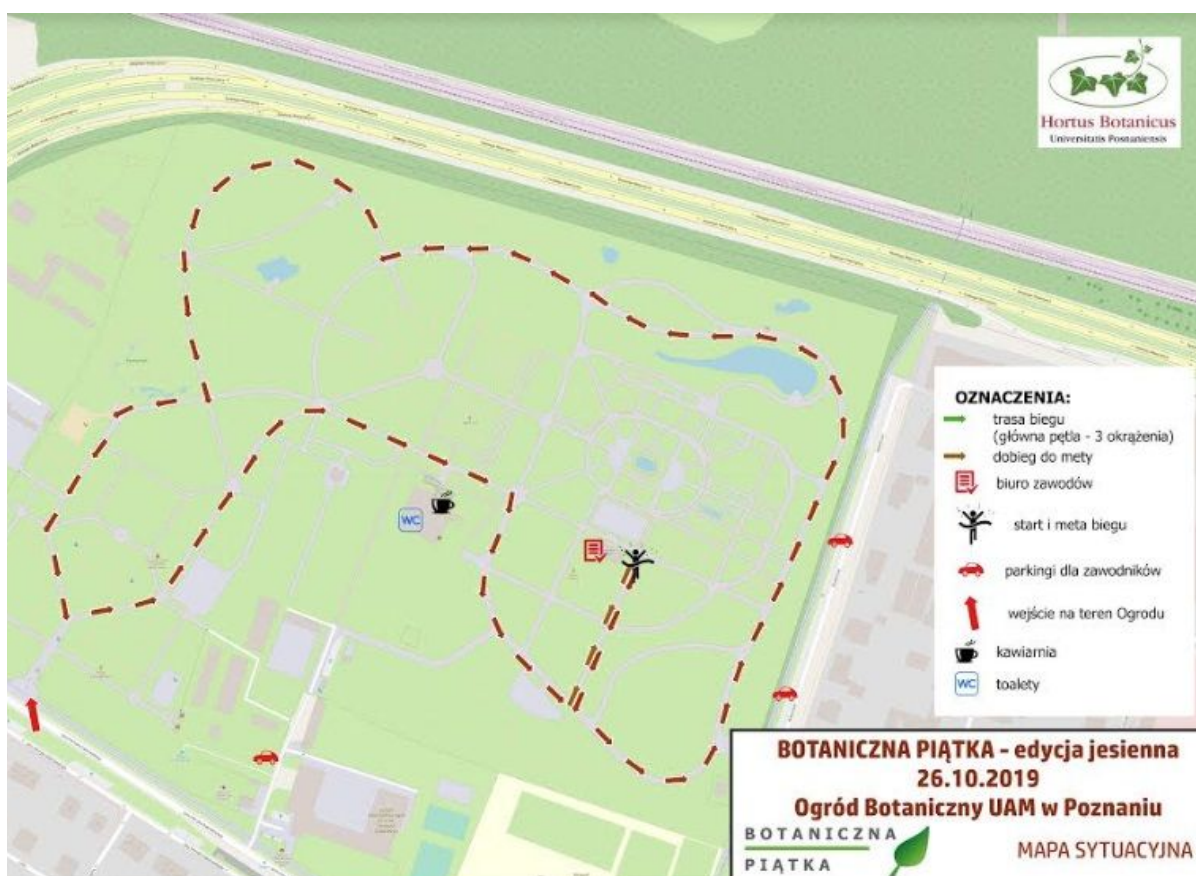 Hortus Botanicus
Universitatis Posnaniensis
WC
OZNACZENIA:
trasa biegu
(główna pętla - 3 okrążenia)
dobieg do mety
biuro zawodów
start i meta biegu
parkingi dla zawodników
wejście na teren Ogrodu
kawiarnia
WC
toalety
BOTANICZNA PIĄTKA - edycja jesienna
26.10.2019
Ogród Botaniczny UAM w Poznaniu
BOTANICZNA
PIĄTKA
MAPA SYTUACYJNA